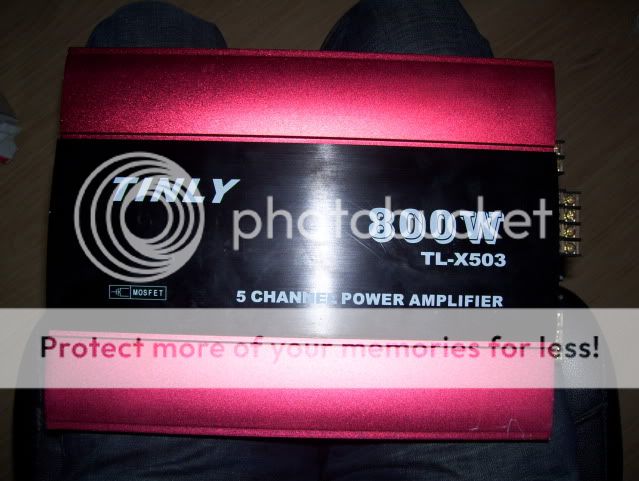 TINLY
800W
TL-X503
MOSFET
5 CHANNEL POWER AMPLIFIER
photobucket
Protect more of your memories for less!